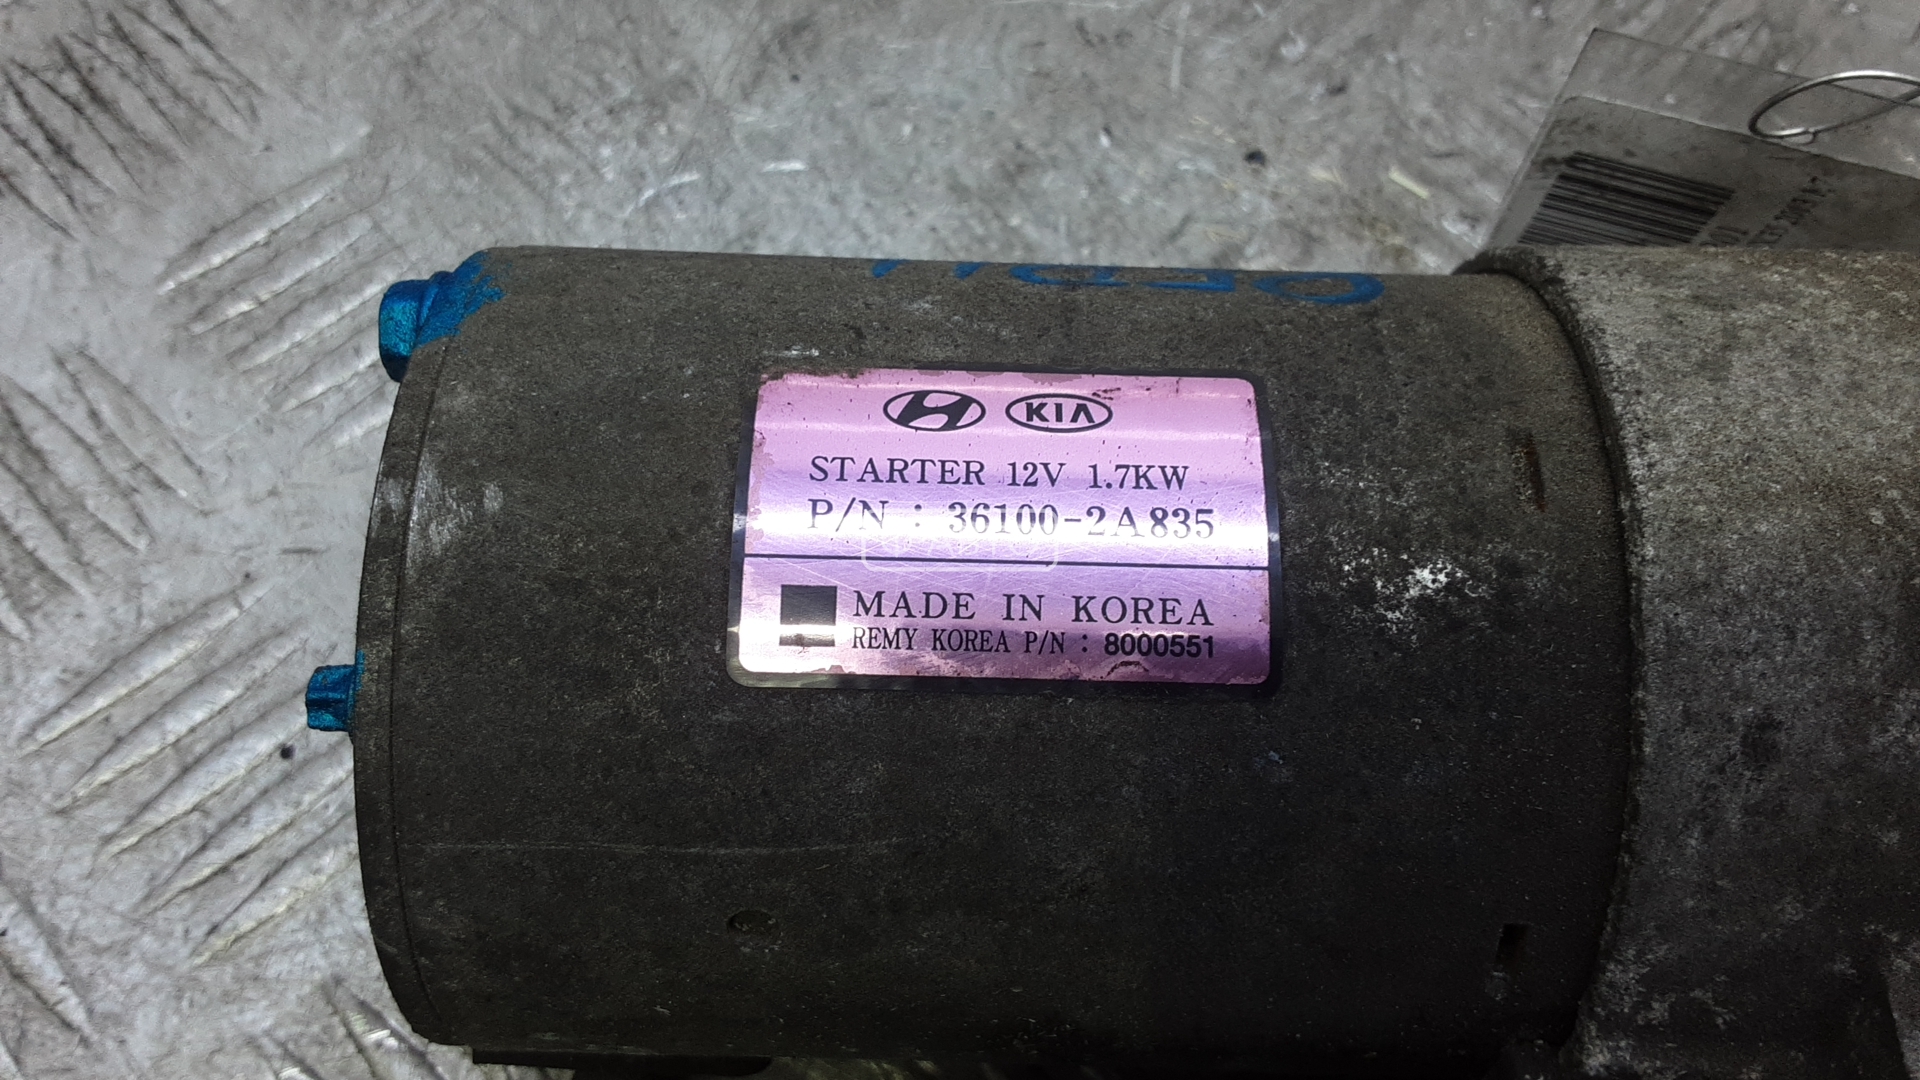 KIA
STARTER 12V 1.7KW
P/N : 36100-2A835
MADE IN KOREA
REMY KOREA P/N : 8000551